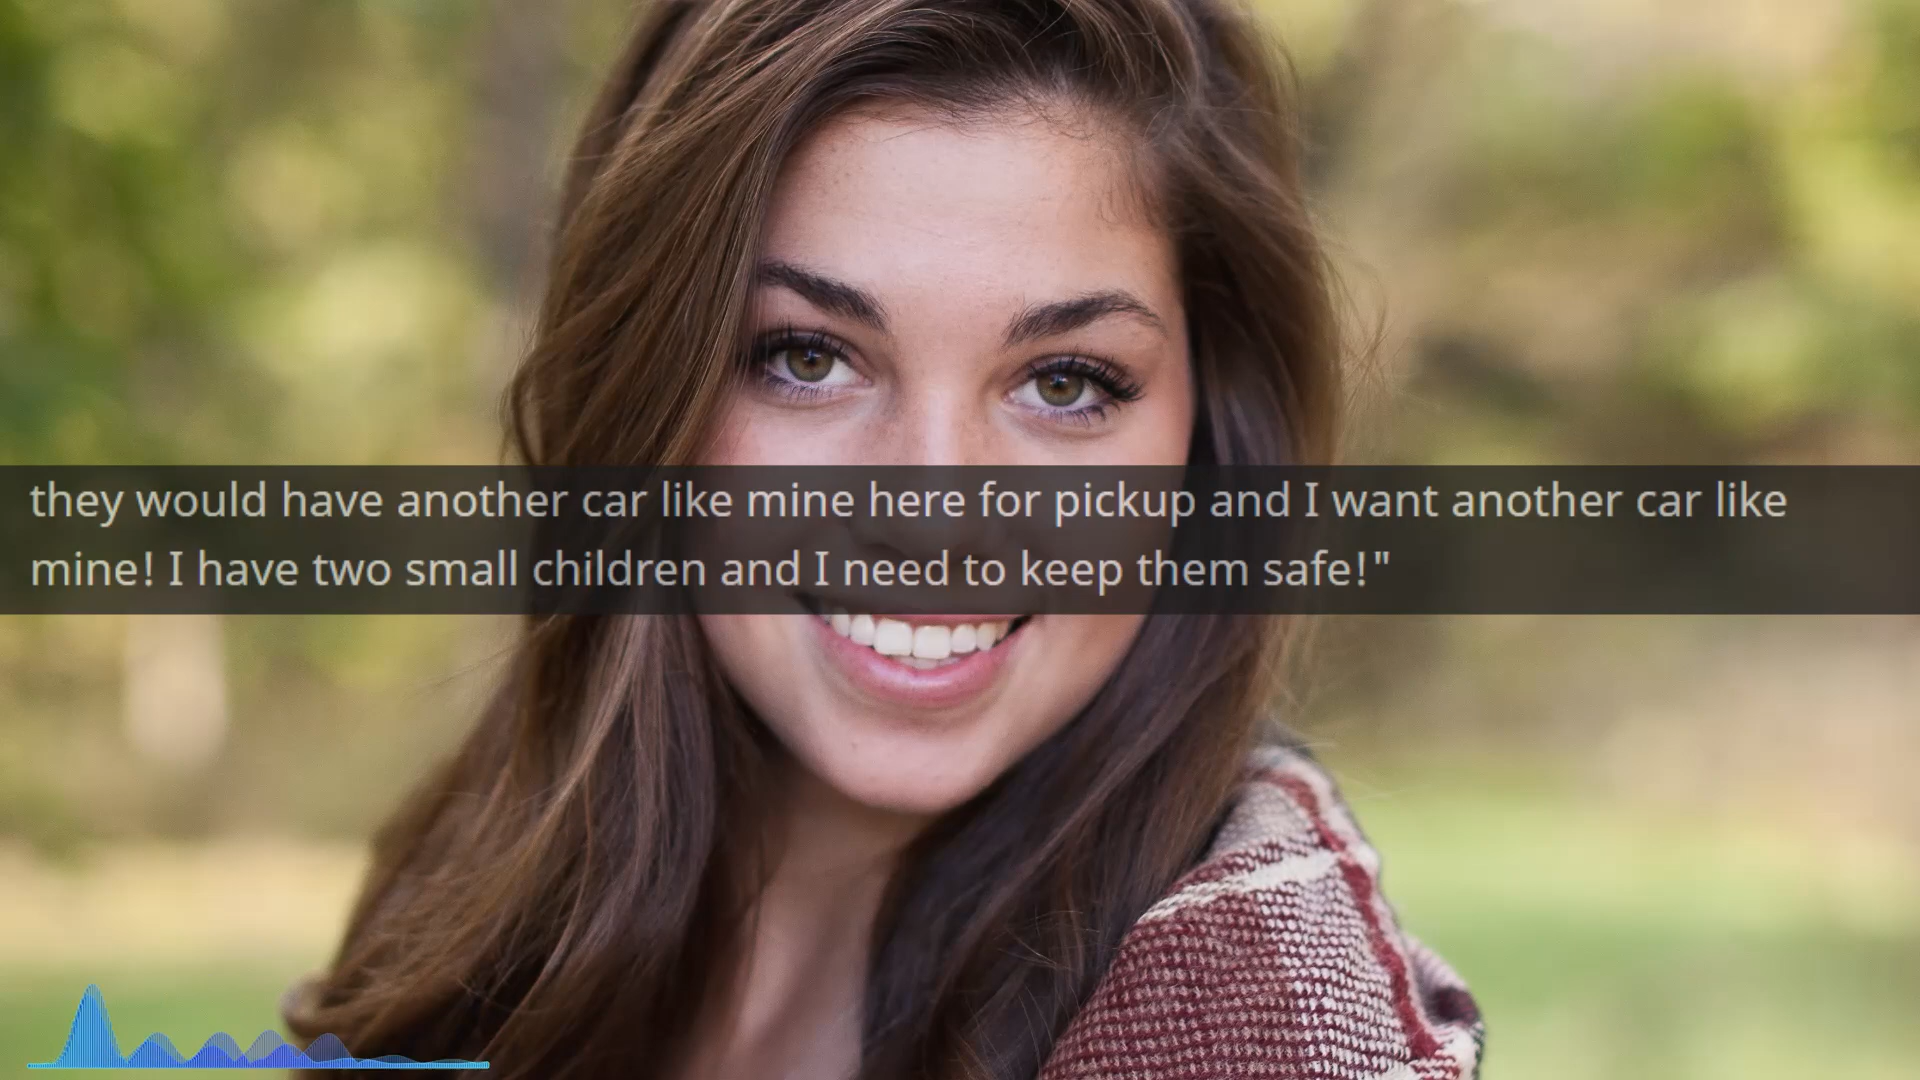 they would have another car like mine here for pickup and I want another car like
mine! I have two small children and I need to keep them safe!"